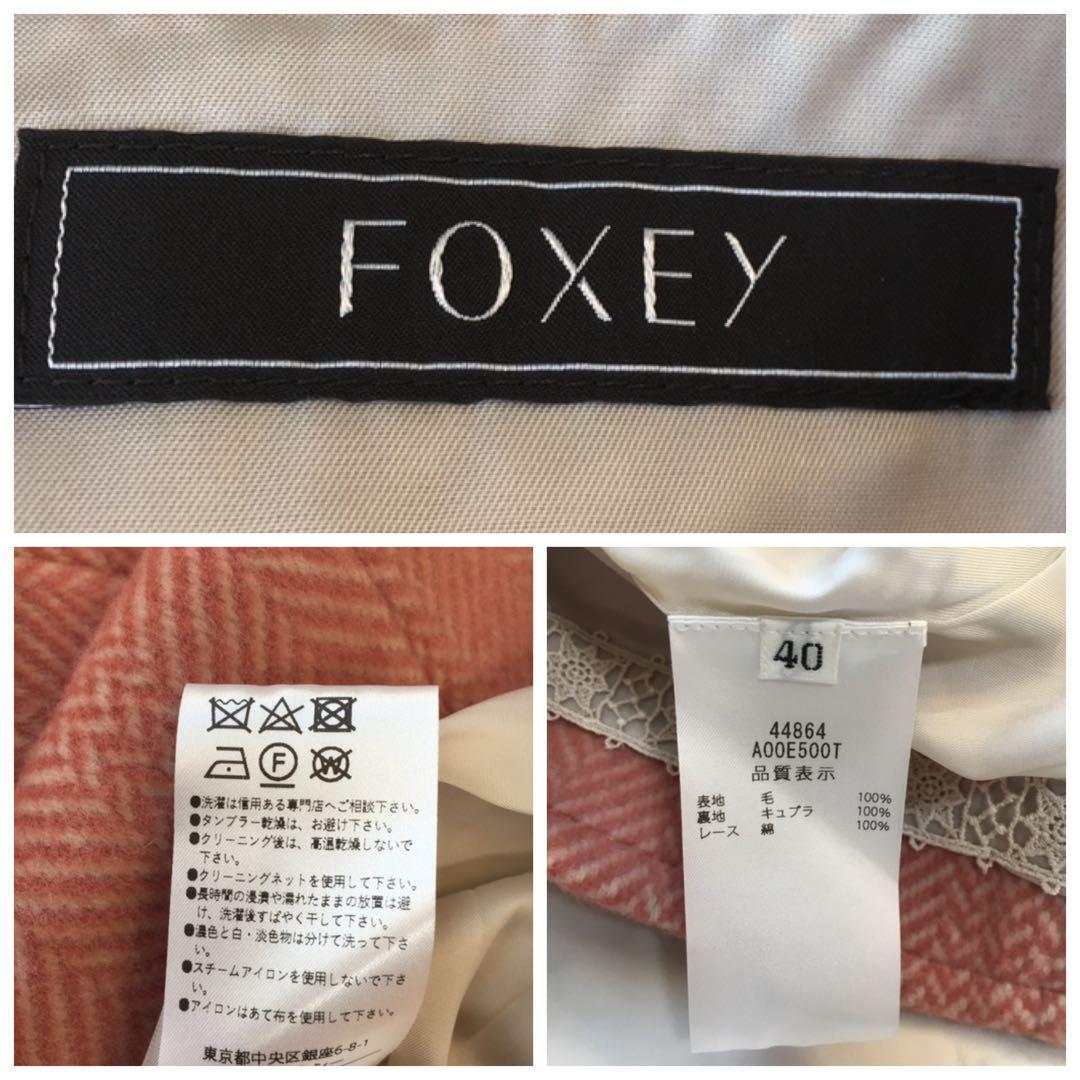 FOXEY
F
●洗濯は信用ある専門店へご相談下さい。
●タンブラー乾燥は、お避け下さい。
●クリーニング後は、高温乾燥しないで
下さい。
●クリーニングネットを使用して下さい。
●長時間の浸漬や濡れたままの放置は避
け、洗濯後すばやく干して下さい。
●濃色と白・淡色物は分けて洗って下さ
い。
●スチームアイロンを使用しないで下さ
い。
●アイロンはあて布を使用して下さい。
東京都中央区銀座6-8-1
40
44864
A00E500T
品質表示
表地 毛 100%
裏地 キュプラ 100%
レース 綿 100%